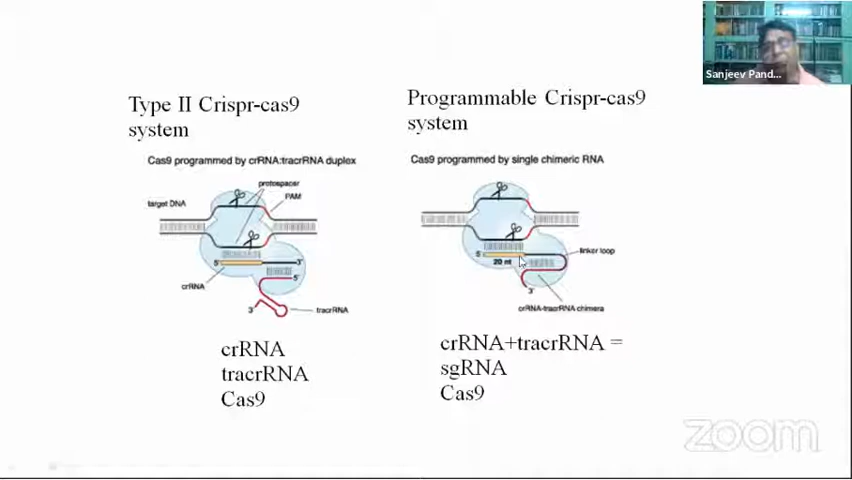 Sanjeev Pand...
Type II Crispr-cas9
system
Programmable Crispr-cas9
system
Cas9 programmed by crRNA:tracrRNA duplex
protospacer
PAM
target DNA
5'
3'
5'
crRNA
3'
tracrRNA
crRNA
tracrRNA
Cas9
Cas9 programmed by single chimeric RNA
linker loop
5'
20 nt
3'
crRNA-tracrRNA chimera
crRNA+tracrRNA =
sgRNA
Cas9
zoom